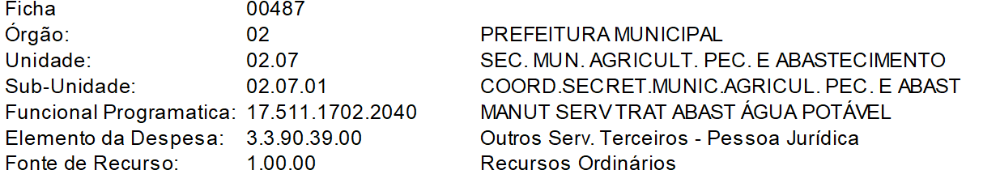 Ficha 00487
Órgão: 02 PREFEITURA MUNICIPAL
Unidade: 02.07 SEC. MUN. AGRICULT. PEC. E ABASTECIMENTO
Sub-Unidade: 02.07.01 COORD.SECRET.MUNIC.AGRICUL. PEC. E ABAST
Funcional Programatica: 17.511.1702.2040 MANUT SERV TRAT ABAST ÁGUA POTÁVEL
Elemento da Despesa: 3.3.90.39.00 Outros Serv. Terceiros - Pessoa Jurídica
Fonte de Recurso: 1.00.00 Recursos Ordinários